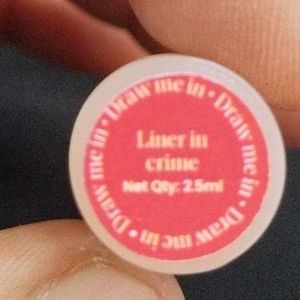 Draw me in • Draw me in • Draw me in • Draw me in •
Liner in
crime
Net Qty: 2.5ml